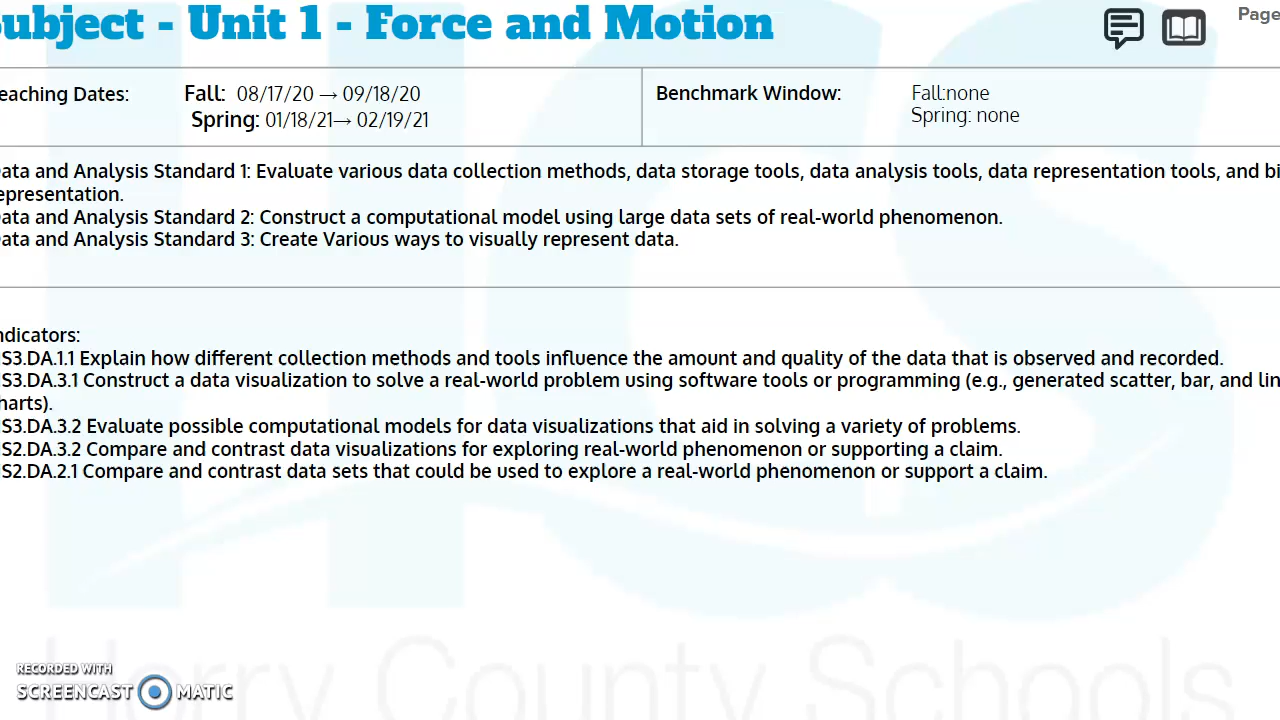 ubject - Unit 1 - Force and Motion
Page
eaching Dates: Fall: 08/17/20 → 09/18/20
Spring: 01/18/21→ 02/19/21
Benchmark Window: Fall:none
Spring: none
ata and Analysis Standard 1: Evaluate various data collection methods, data storage tools, data analysis tools, data representation tools, and bi
epresentation.
ata and Analysis Standard 2: Construct a computational model using large data sets of real-world phenomenon.
ata and Analysis Standard 3: Create Various ways to visually represent data.
ndicators:
S3.DA.1.1 Explain how different collection methods and tools influence the amount and quality of the data that is observed and recorded.
S3.DA.3.1 Construct a data visualization to solve a real-world problem using software tools or programming (e.g., generated scatter, bar, and lin
harts).
S3.DA.3.2 Evaluate possible computational models for data visualizations that aid in solving a variety of problems.
S2.DA.3.2 Compare and contrast data visualizations for exploring real-world phenomenon or supporting a claim.
S2.DA.2.1 Compare and contrast data sets that could be used to explore a real-world phenomenon or support a claim.
HCS
Horry County Schools
RECORDED WITH
SCREENCAST MATIC